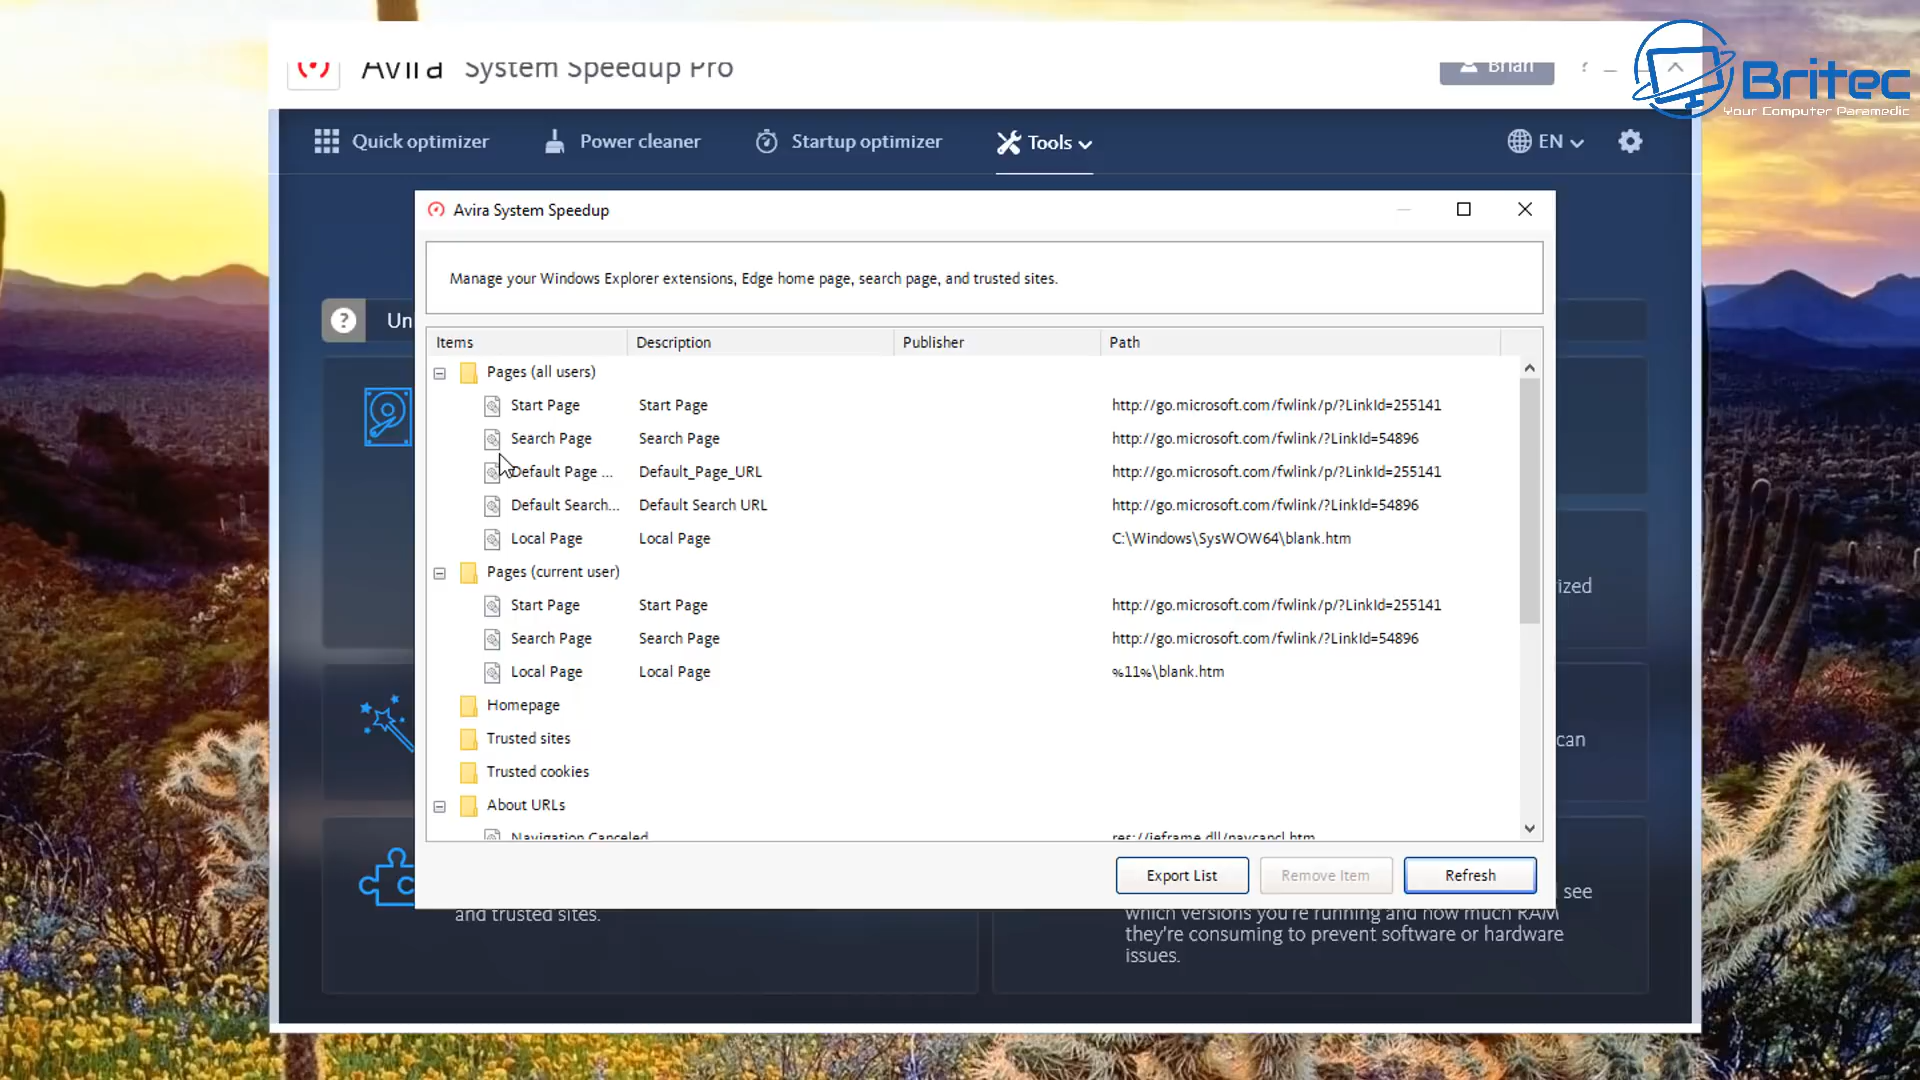 Avira System Speedup Pro
Brian
?
Britec
Your Computer Paramedic
Quick optimizer
Power cleaner
Startup optimizer
Tools
EN
Avira System Speedup
Manage your Windows Explorer extensions, Edge home page, search page, and trusted sites.
?
Items Description Publisher Path
Pages (all users)
Start Page Start Page http://go.microsoft.com/fwlink/p/?LinkId=255141
Search Page Search Page http://go.microsoft.com/fwlink/?LinkId=54896
Default Page ... Default_Page_URL http://go.microsoft.com/fwlink/p/?LinkId=255141
Default Search... Default Search URL http://go.microsoft.com/fwlink/?LinkId=54896
Local Page Local Page C:\Windows\SysWOW64\blank.htm
Pages (current user)
Start Page Start Page http://go.microsoft.com/fwlink/p/?LinkId=255141
Search Page Search Page http://go.microsoft.com/fwlink/?LinkId=54896
Local Page Local Page %11%\blank.htm
Homepage
Trusted sites
can
Trusted cookies
About URLs
Navigation Canceled res://ieframe.dll/navcancl.htm
Export List Remove Item Refresh
see
and trusted sites.
which versions you're running and how much RAM
they're consuming to prevent software or hardware
issues.